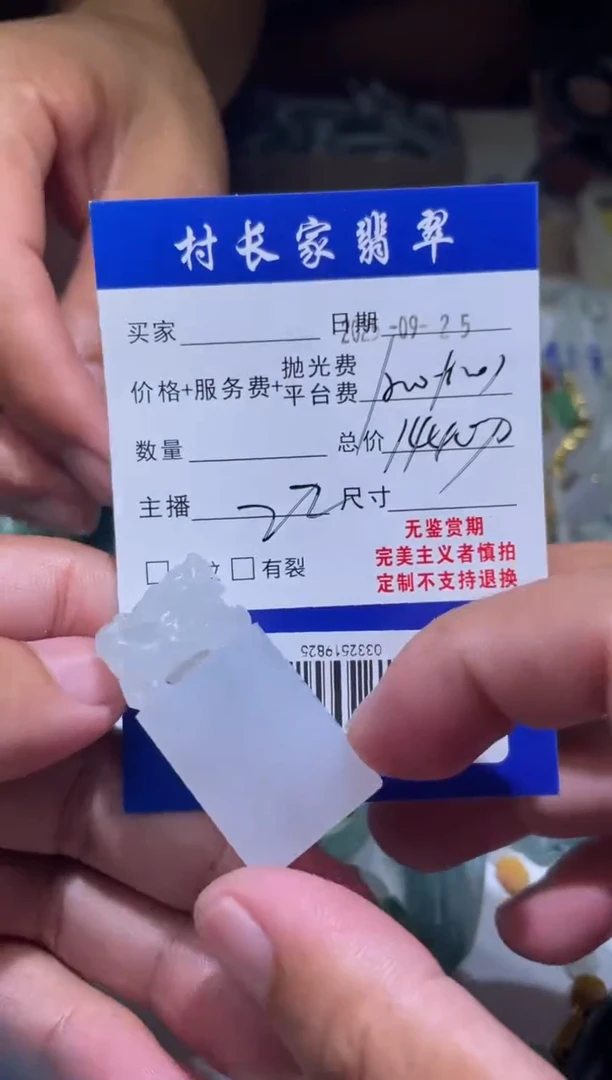 村长家翡翠
买家 日期 -09-25
价格+服务费+抛光费平台费
数量 总价
主播 尺寸
有裂
无鉴赏期
完美主义者慎拍
定制不支持退换
0332519825